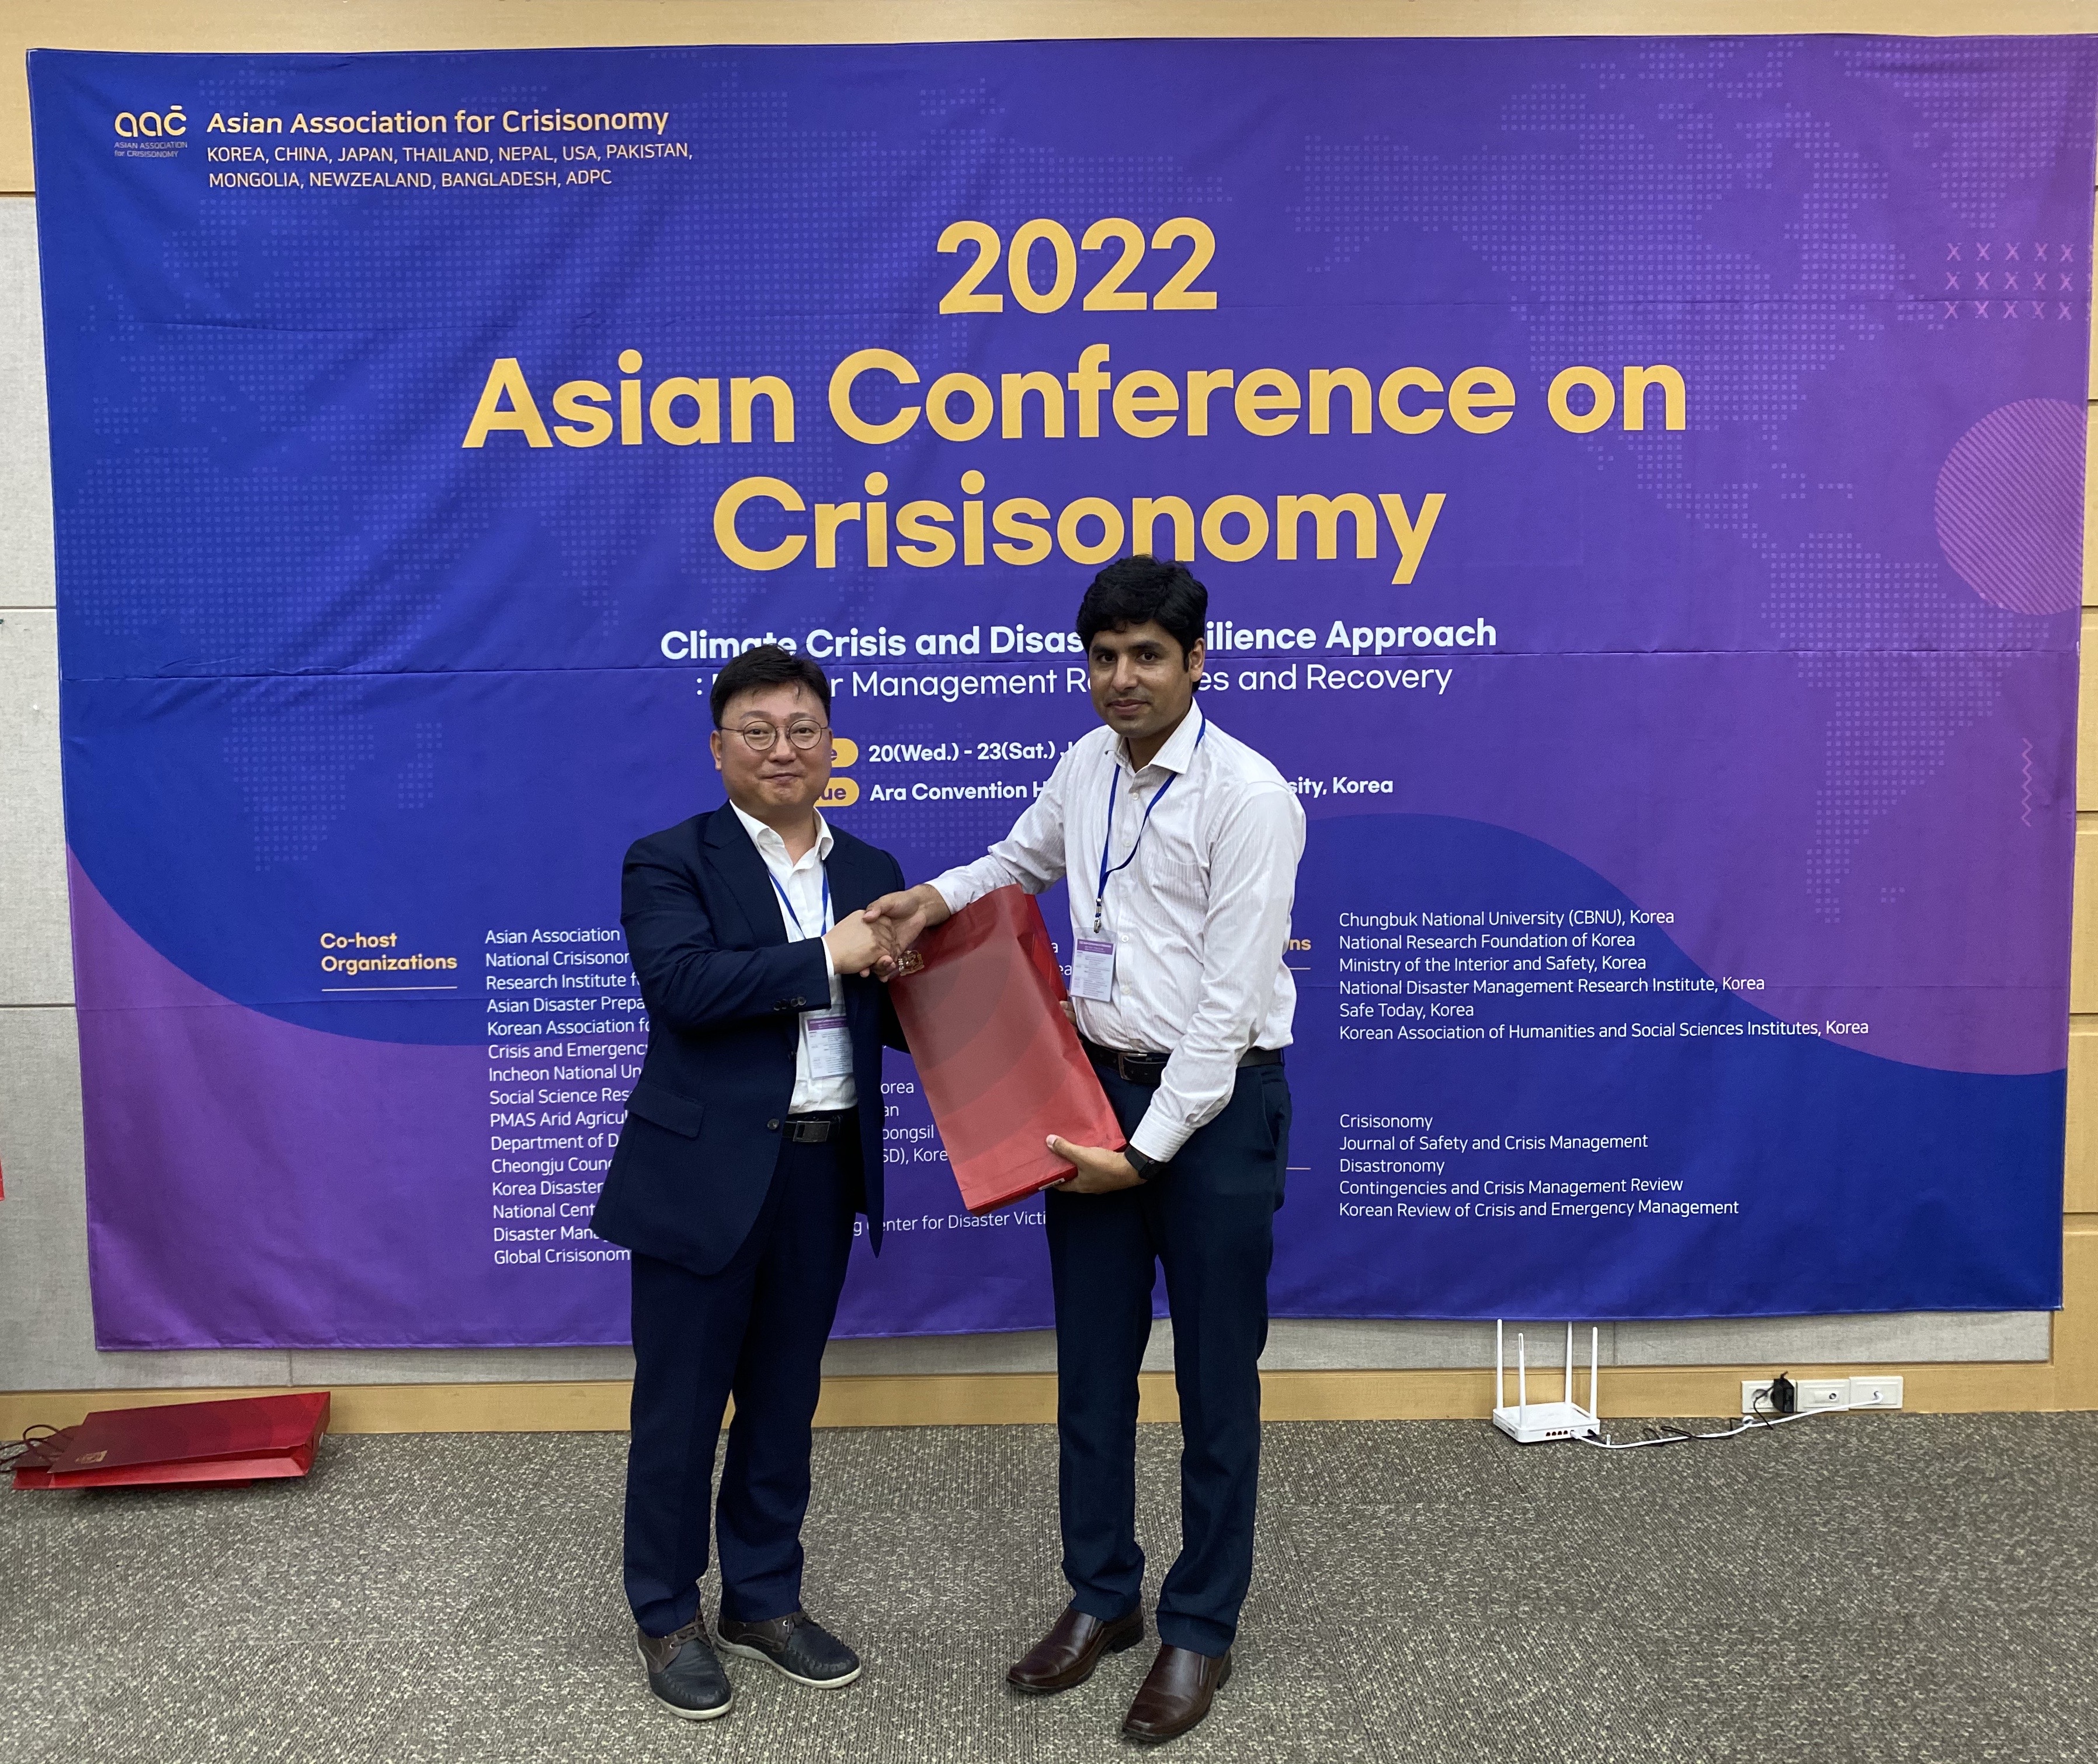 aac Asian Association for Crisisonomy
ASIAN ASSOCIATION
for CRISISONOMY
KOREA, CHINA, JAPAN, THAILAND, NEPAL, USA, PAKISTAN,
MONGOLIA, NEWZEALAND, BANGLADESH, ADPC
2022
Asian Conference on
Crisisonomy
Climate Crisis and Disas ilience Approach
: r Management R es and Recovery
e 20(Wed.) - 23(Sat.)
ue Ara Convention H sity, Korea
Co-host
Organizations
Asian Association
National Crisisonom
Research Institute f
Asian Disaster Prepa
Korean Association fo
Crisis and Emergency
Incheon National Un
Social Science Res orea
PMAS Arid Agricul an
Department of D oongsil
Cheongju Counc SD), Kore
Korea Disaster
National Cent
Disaster Mana g enter for Disaster Victi
Global Crisisonom
ns
Chungbuk National University (CBNU), Korea
National Research Foundation of Korea
Ministry of the Interior and Safety, Korea
National Disaster Management Research Institute, Korea
Safe Today, Korea
Korean Association of Humanities and Social Sciences Institutes, Korea
Crisisonomy
Journal of Safety and Crisis Management
Disastronomy
Contingencies and Crisis Management Review
Korean Review of Crisis and Emergency Management